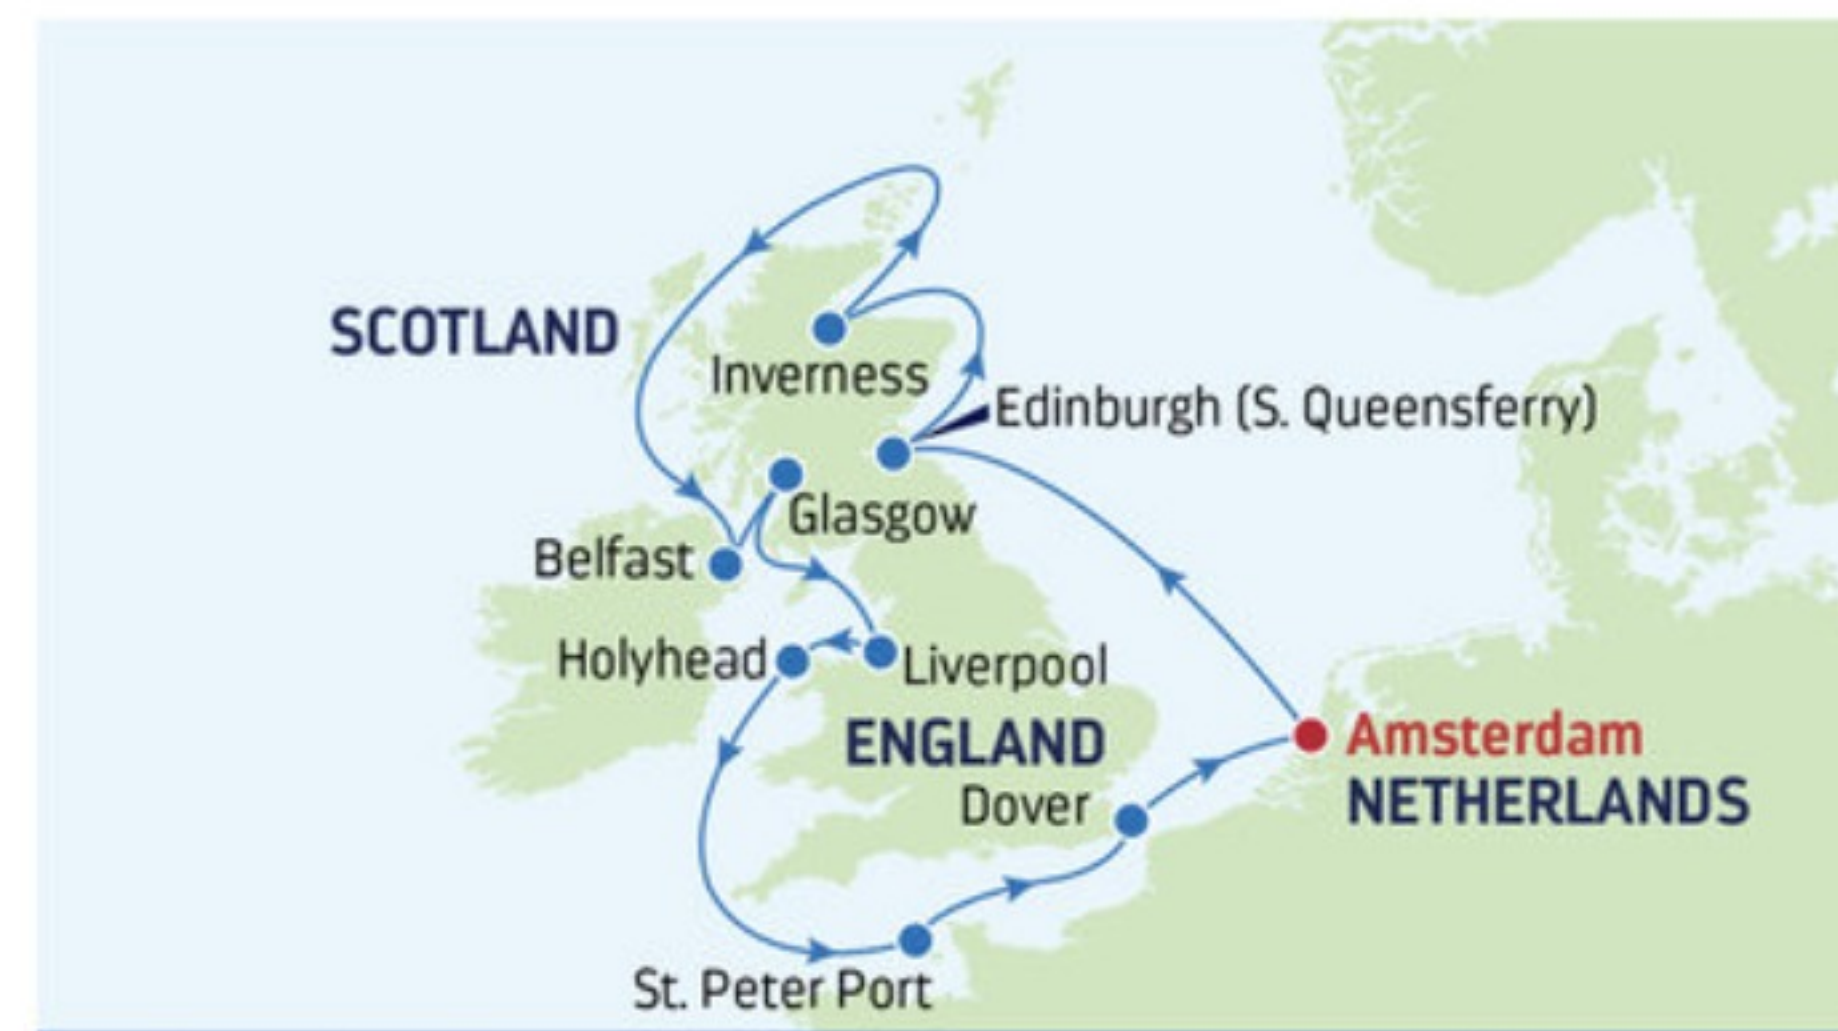 SCOTLAND
Inverness
Edinburgh (S. Queensferry)
Glasgow
Belfast
Holyhead
Liverpool
ENGLAND
Amsterdam
NETHERLANDS
Dover
St. Peter Port